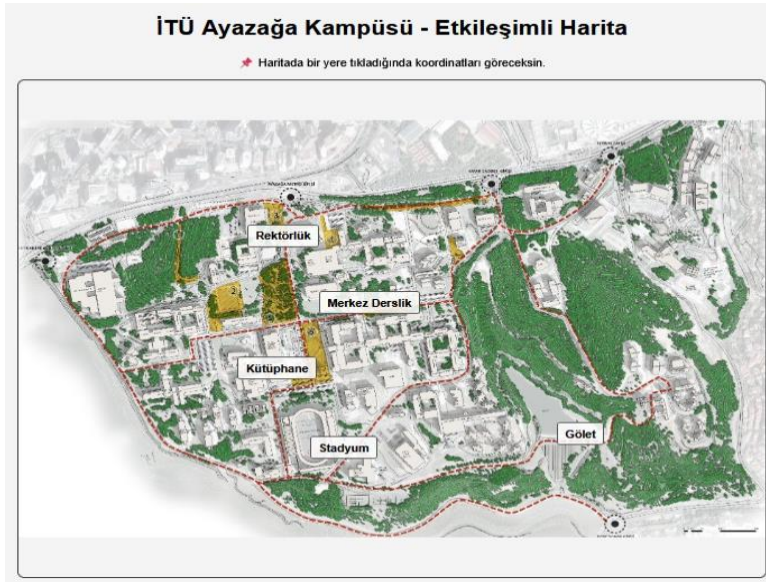 İTÜ Ayazağa Kampüsü - Etkileşimli Harita
📌 Haritada bir yere tıkladığında koordinatları göreceksin.
Rektörlük
Merkez Derslik
Kütüphane
Stadyum
Gölet